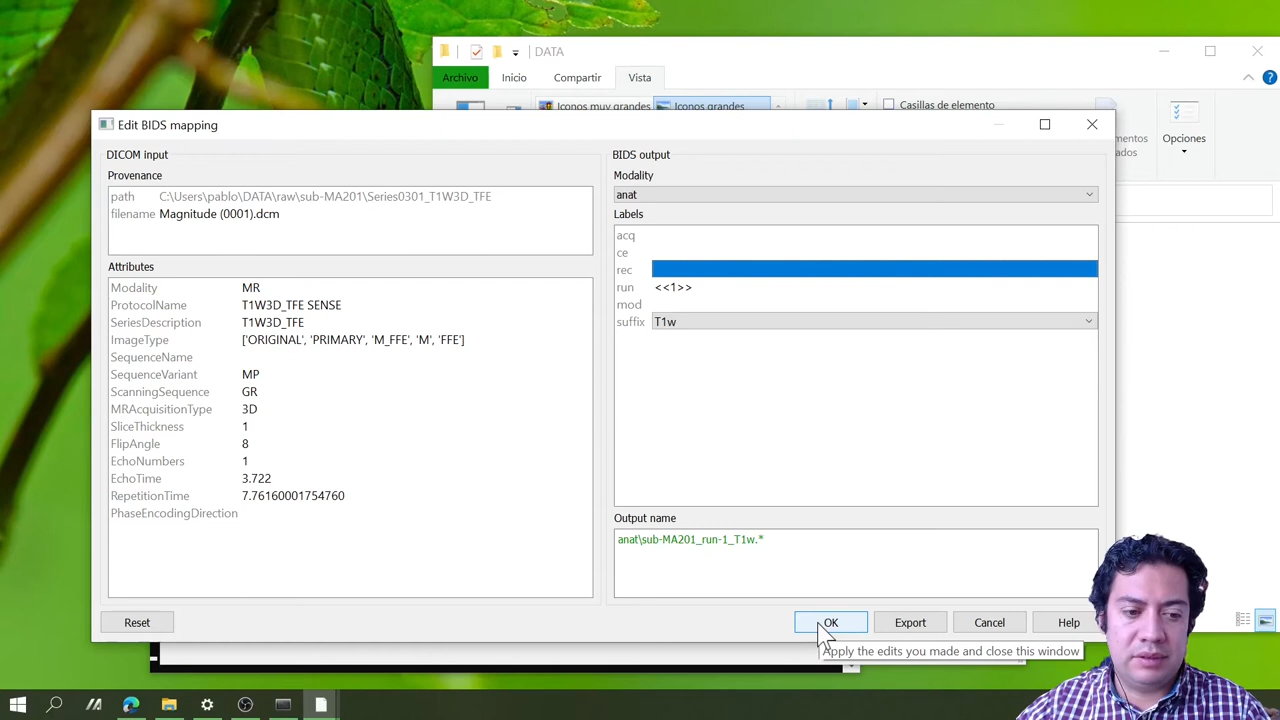 DATA
Archivo Inicio Compartir Vista
Iconos muy grandes Iconos grandes Casillas de elemento
Opciones
Edit BIDS mapping
DICOM input
Provenance
path C:\Users\pablo\DATA\raw\sub-MA201\Series0301_T1W3D_TFE
filename Magnitude (0001).dcm
Attributes
Modality MR
ProtocolName T1W3D_TFE SENSE
SeriesDescription T1W3D_TFE
ImageType ['ORIGINAL', 'PRIMARY', 'M_FFE', 'M', 'FFE']
SequenceName
SequenceVariant MP
ScanningSequence GR
MRAcquisitionType 3D
SliceThickness 1
FlipAngle 8
EchoNumbers 1
EchoTime 3.722
RepetitionTime 7.76160001754760
PhaseEncodingDirection
Reset
BIDS output
Modality
anat
Labels
acq
ce
rec
run <<1>>
mod
suffix T1w
Output name
anat\sub-MA201_run-1_T1w.*
OK Export Cancel Help
Apply the edits you made and close this window